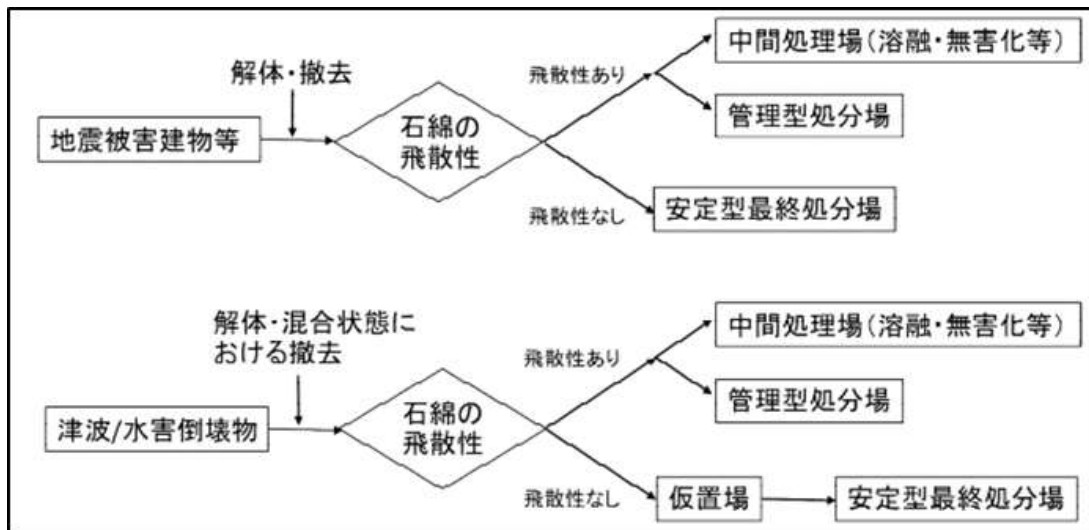 中間処理場(溶融・無害化等)
解体・撤去
飛散性あり
地震被害建物等
石綿の
飛散性
管理型処分場
飛散性なし
安定型最終処分場
解体・混合状態に
おける撤去
中間処理場(溶融・無害化等)
飛散性あり
津波/水害倒壊物
石綿の
飛散性
管理型処分場
飛散性なし
仮置場
安定型最終処分場